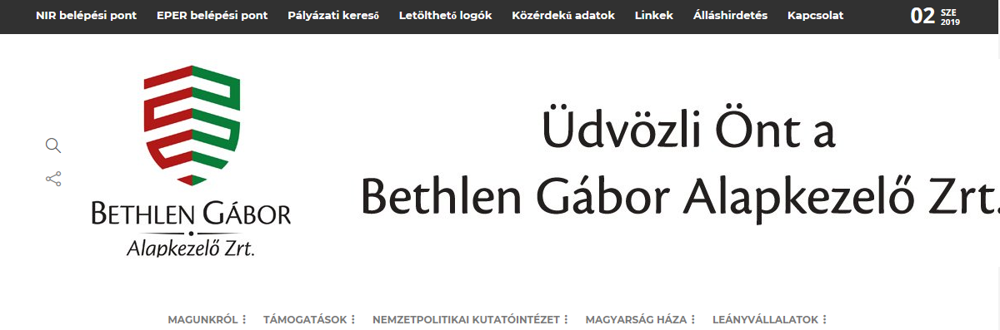 NIR belépési pont EPER belépési pont Pályázati kereső Letölthető logók Közérdekű adatok Linkek Álláshirdetés Kapcsolat 02 SZE 2019
Üdvözli Önt a
Bethlen Gábor Alapkezelő Zrt.
BETHLEN GÁBOR
Alapkezelő Zrt.
MAGUNKRÓL TÁMOGATÁSOK NEMZETPOLITIKAI KUTATÓINTÉZET MAGYARSÁG HÁZA LEÁNYVÁLLALATOK